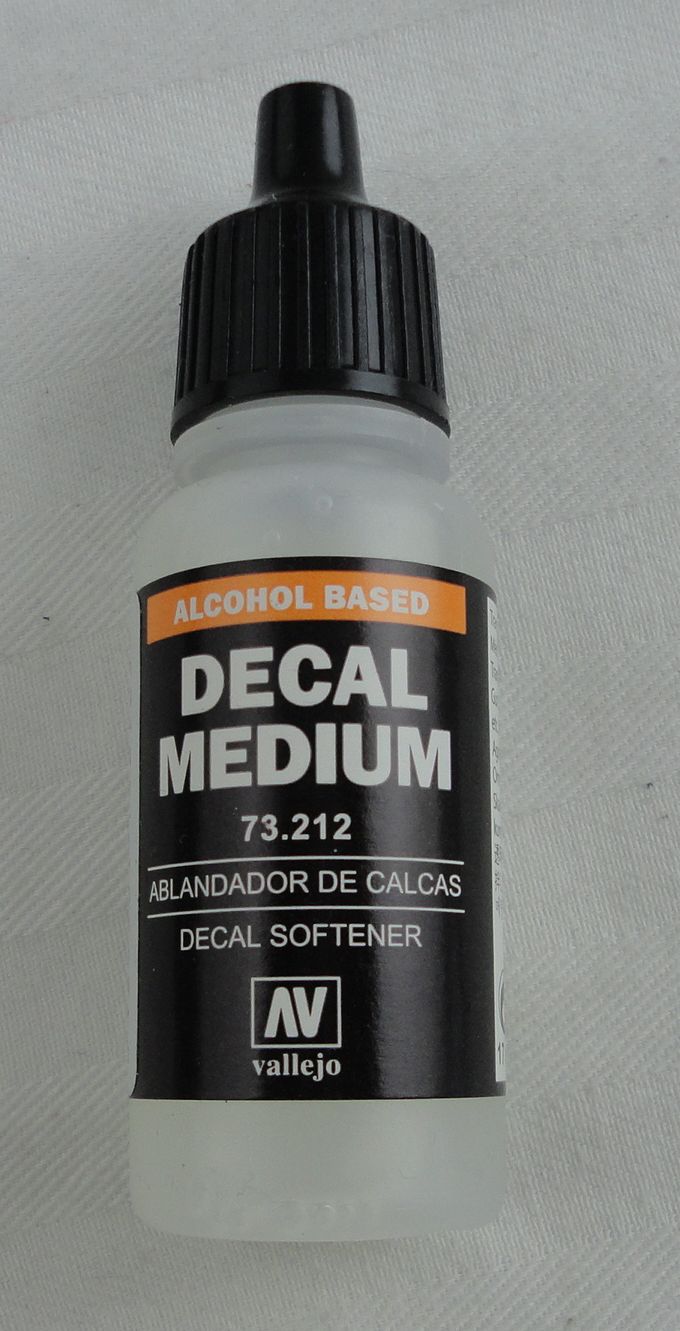 ALCOHOL BASED
DECAL
MEDIUM
73.212
ABLANDADOR DE CALCAS
DECAL SOFTENER
AV
vallejo